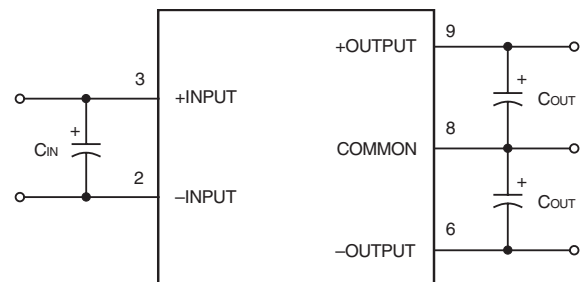 9
+OUTPUT
3
+
+INPUT
COUT
+
8
CIN
COMMON
2
+
–INPUT
COUT
6
–OUTPUT